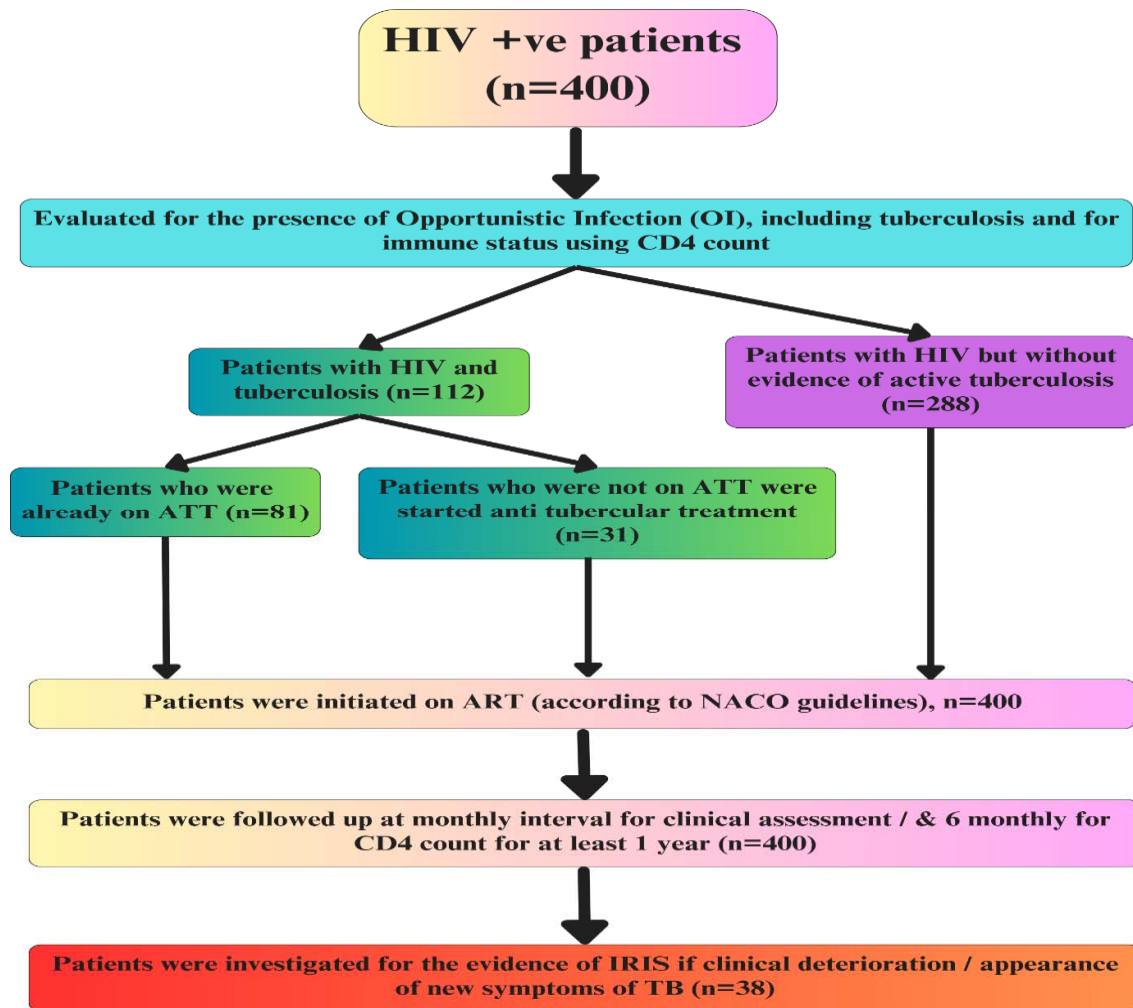 HIV +ve patients
(n=400)
Evaluated for the presence of Opportunistic Infection (OI), including tuberculosis and for
immune status using CD4 count
Patients with HIV and
tuberculosis (n=112)
Patients with HIV but without
evidence of active tuberculosis
(n=288)
Patients who were
already on ATT (n=81)
Patients who were not on ATT were
started anti tubercular treatment
(n=31)
Patients were initiated on ART (according to NACO guidelines), n=400
Patients were followed up at monthly interval for clinical assessment / & 6 monthly for
CD4 count for at least 1 year (n=400)
Patients were investigated for the evidence of IRIS if clinical deterioration / appearance
of new symptoms of TB (n=38)